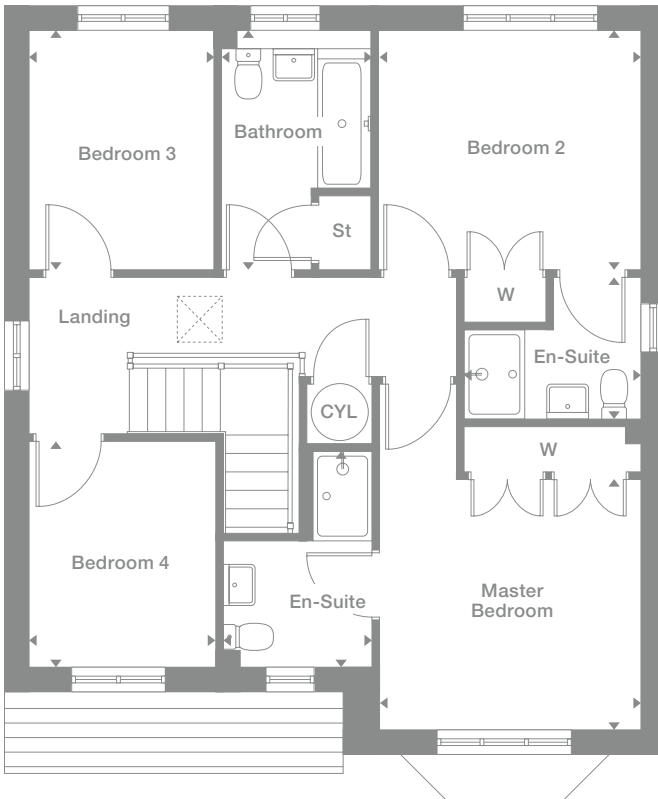 Bathroom
Bedroom 3
Bedroom 2
St
W
Landing
En-Suite
CYL
W
Bedroom 4
En-Suite
Master
Bedroom